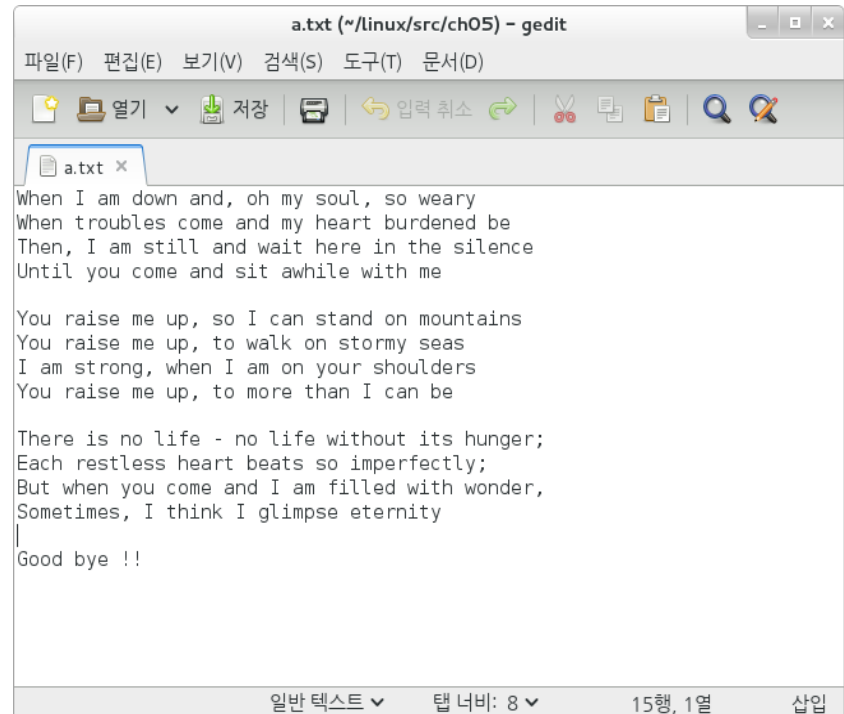 a.txt (~/linux/src/ch05) - gedit
파일(F) 편집(E) 보기(V) 검색(S) 도구(T) 문서(D)
열기 저장 입력 취소
a.txt
When I am down and, oh my soul, so weary
When troubles come and my heart burdened be
Then, I am still and wait here in the silence
Until you come and sit awhile with me
You raise me up, so I can stand on mountains
You raise me up, to walk on stormy seas
I am strong, when I am on your shoulders
You raise me up, to more than I can be
There is no life - no life without its hunger;
Each restless heart beats so imperfectly;
But when you come and I am filled with wonder,
Sometimes, I think I glimpse eternity
Good bye !!
일반 텍스트 탭 너비: 8 15행, 1열 삽입